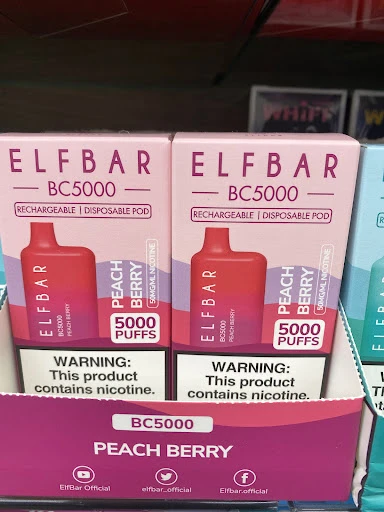 WHIFF
W
ELFBAR
BC5000
RECHARGEABLE | DISPOSABLE POD
ELFBAR
BC5000
PEACH BERRY
PEACH
BERRY
50MG/ML NICOTINE
5000
PUFFS
WARNING:
This product
contains nicotine.
ELFBAR
BC5000
RECHARGEABLE | DISPOSABLE POD
ELFBAR
BC5000
PEACH BERRY
PEACH
BERRY
50MG/ML NICOTINE
5000
PUFFS
WARNING:
This product
contains nicotine.
E
RE
BC5000
PEACH BERRY
ElfBar Official
elfbar_official
Elfbar.official